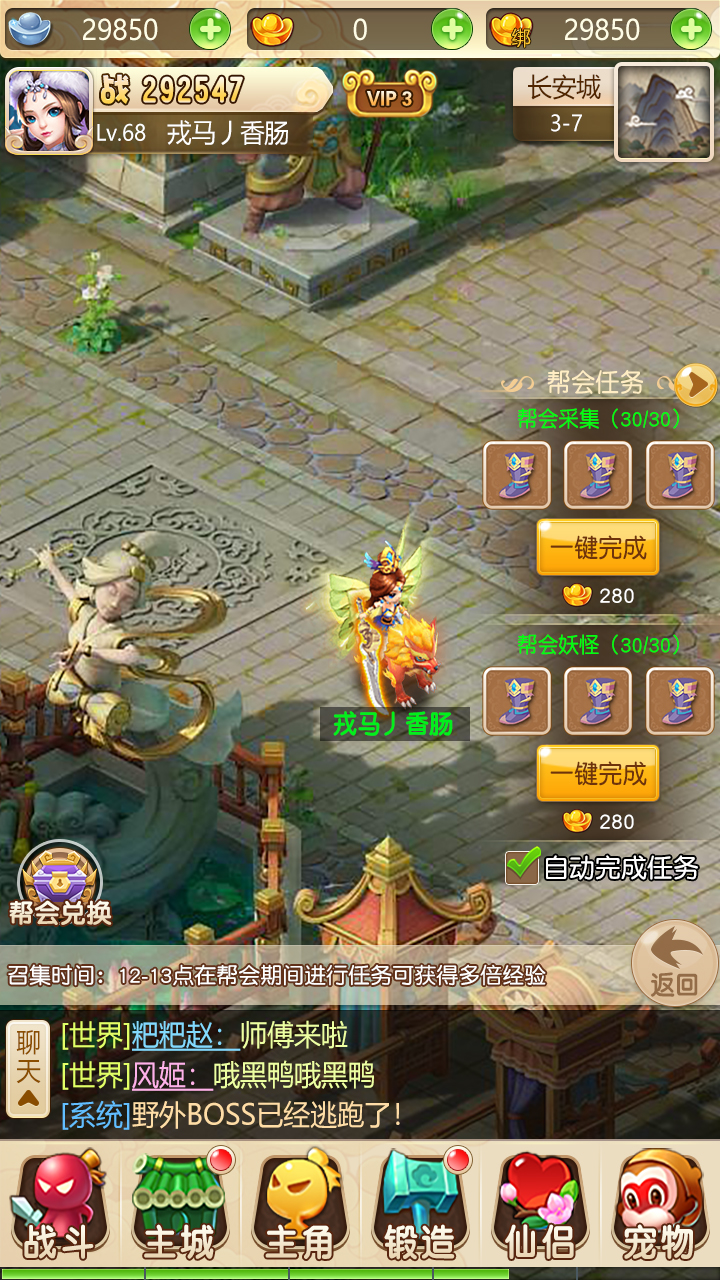 29850
0
绑
29850
战 292547
VIP 3
长安城
Lv.68 戎马丿香肠
3-7
帮会任务
帮会采集（30/30）
一键完成
280
帮会妖怪（30/30）
戎马丿香肠
一键完成
280
自动完成任务
帮会兑换
召集时间：12-13点在帮会期间进行任务可获得多倍经验
返回
聊天
[世界]粑粑赵：师傅来啦
[世界]风姬：哦黑鸭哦黑鸭
[系统]野外BOSS已经逃跑了！
战斗
主城
主角
锻造
仙侣
宠物